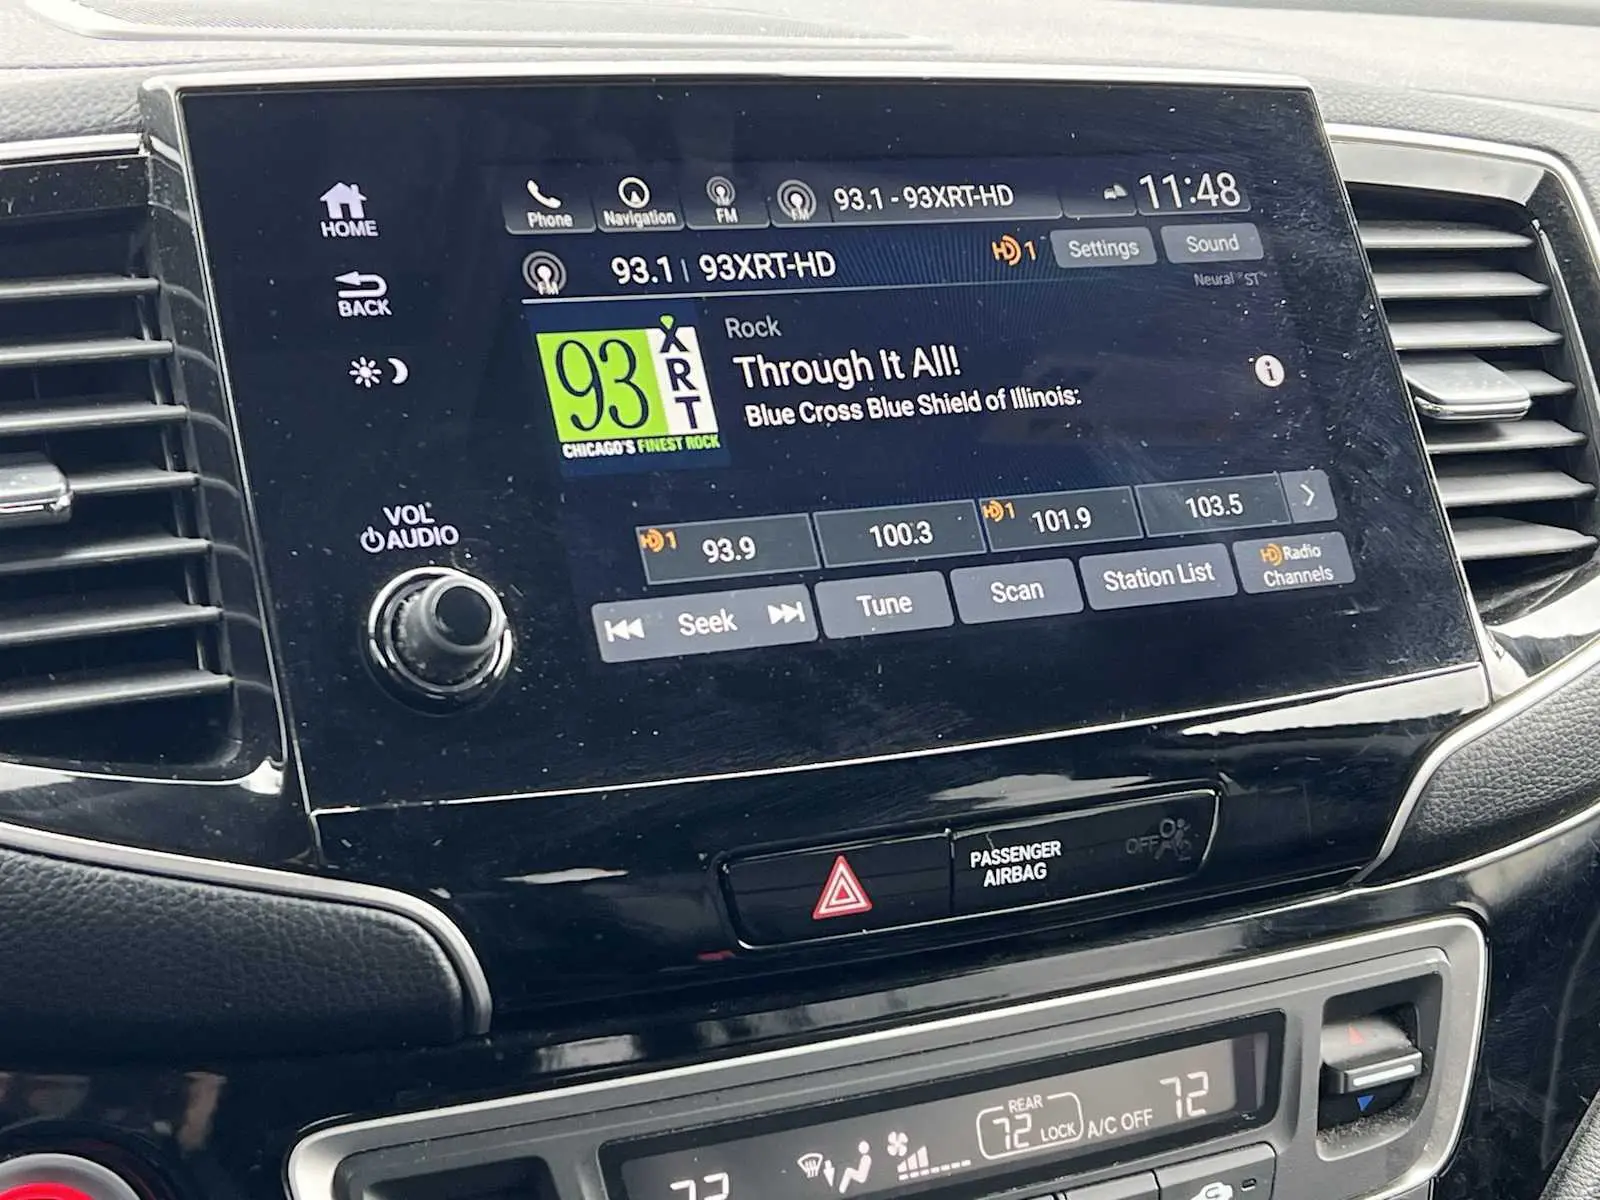 HOME
BACK
VOL
AUDIO
Phone
Navigation
FM
FM
93.1 - 93XRT-HD
11:48
FM
93.1 | 93XRT-HD
HD 1
Settings
Sound
Neural ST
93
XRT
CHICAGO'S FINEST ROCK
Rock
Through It All!
Blue Cross Blue Shield of Illinois:
i
HD 1 93.9
100.3
HD 1 101.9
103.5
Seek
Tune
Scan
Station List
HD Radio
Channels
PASSENGER
AIRBAG
OFF
72
REAR
72 LOCK
A/C OFF
72